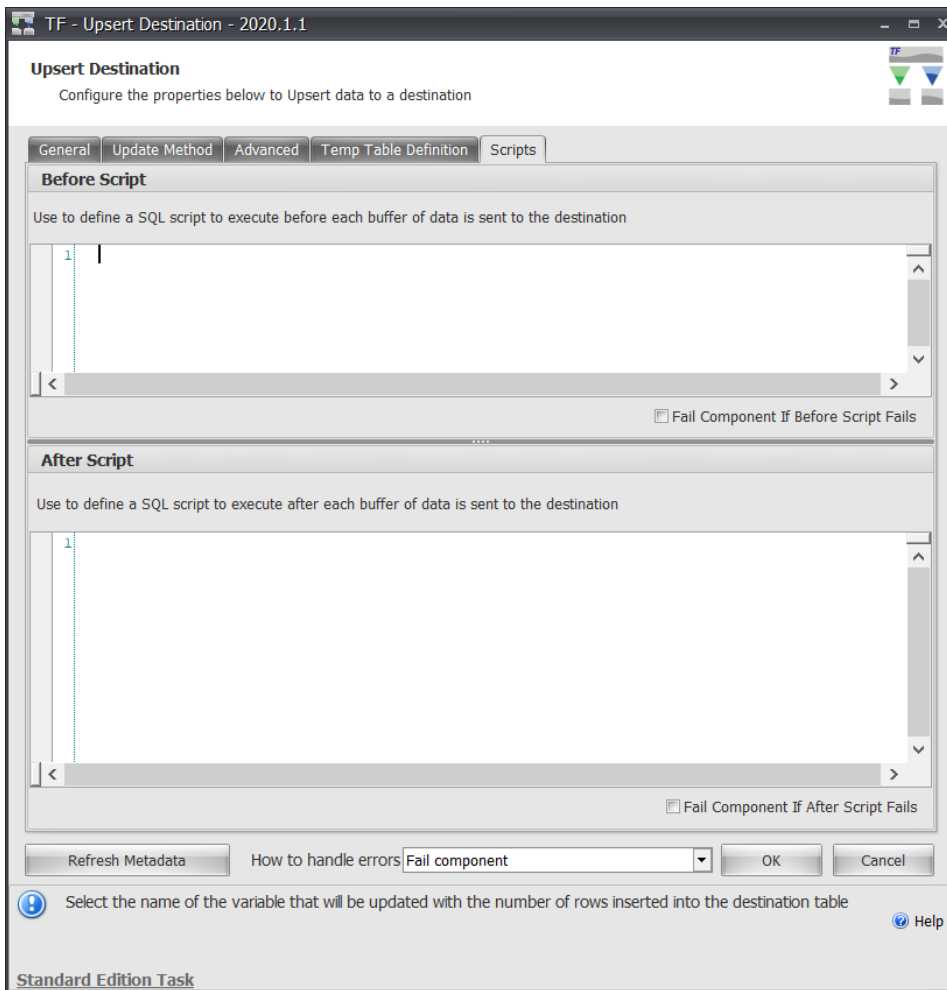 TF - Upsert Destination - 2020.1.1
TF
Upsert Destination
Configure the properties below to Upsert data to a destination
General Update Method Advanced Temp Table Definition Scripts
Before Script
Use to define a SQL script to execute before each buffer of data is sent to the destination
1
Fail Component If Before Script Fails
After Script
Use to define a SQL script to execute after each buffer of data is sent to the destination
1
Fail Component If After Script Fails
Refresh Metadata How to handle errors Fail component OK Cancel
Select the name of the variable that will be updated with the number of rows inserted into the destination table
Help
Standard Edition Task